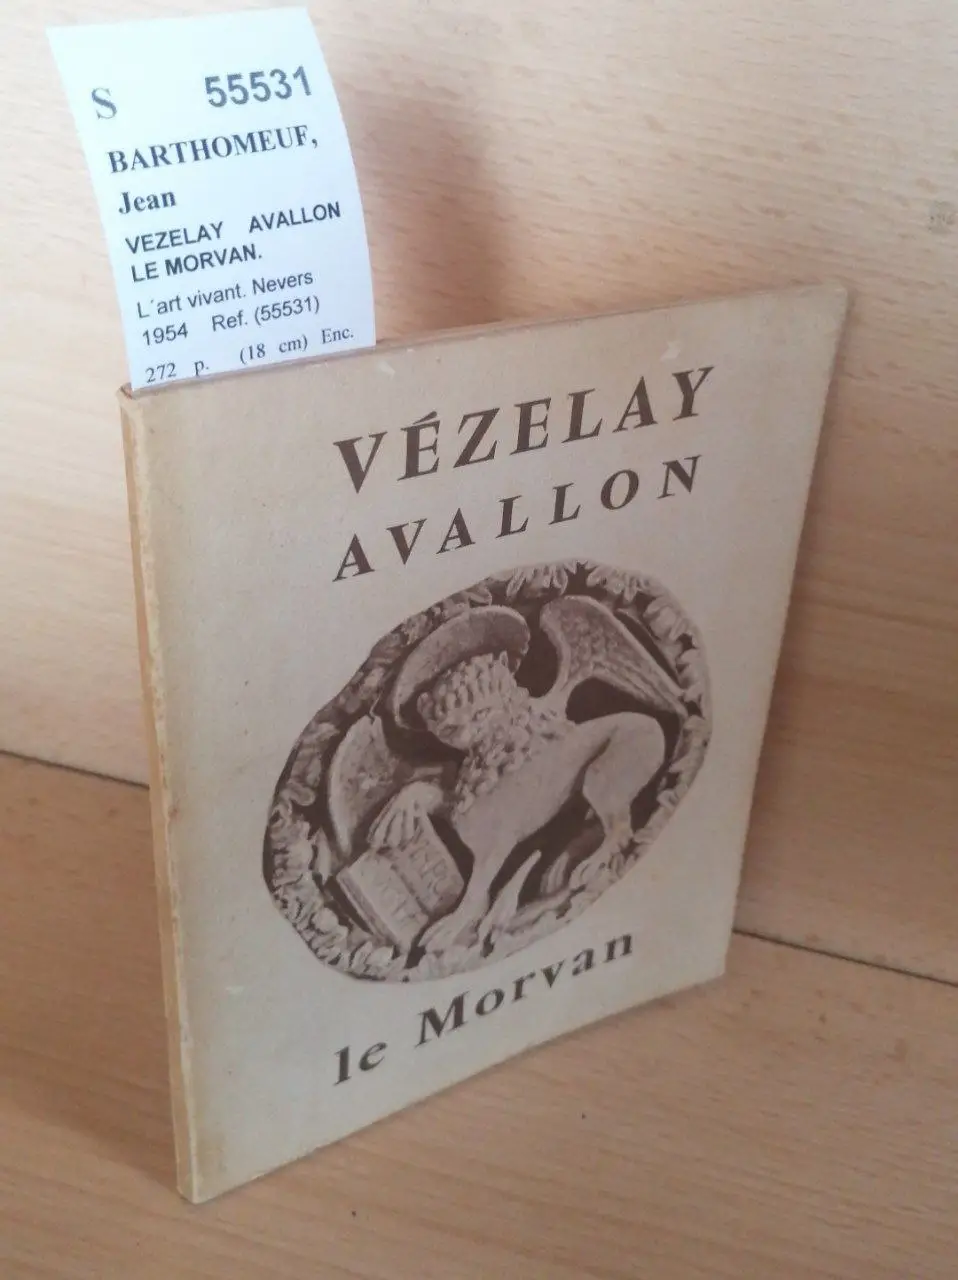 S 55531
BARTHOMEUF,
Jean
VEZELAY AVALLON
LE MORVAN.
L´art vivant. Nevers
1954 Ref. (55531)
272 p. (18 cm) Enc.
VÉZELAY
AVALLON
le Morvan